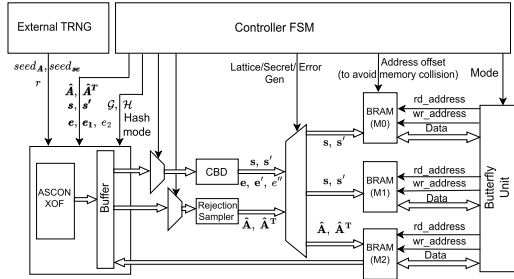 External TRNG
Controller FSM
seed_A, seed_se
r
Â, Â^T
s, s′
e, e₁, e₂
G, H
Hash
mode
Lattice/Secret/ Error
Gen
Address offset
(to avoid memory collision)
Mode
ASCON
XOF
Buffer
CBD
s, s′
e, e′, e″
Rejection
Sampler
Â, Â^T
s, s′
s, s′
Â, Â^T
BRAM
(M0)
rd_address
wr_address
Data
BRAM
(M1)
rd_address
wr_address
Data
BRAM
(M2)
rd_address
wr_address
Data
Butterfly
Unit